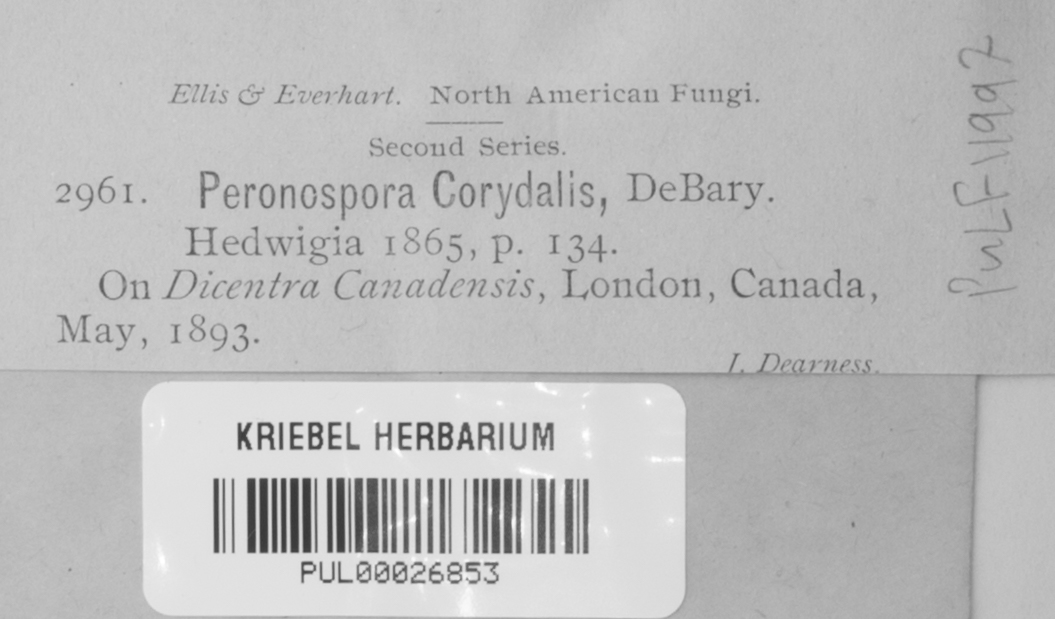 Ellis & Everhart. North American Fungi.
Second Series.
2961. Peronospora Corydalis, DeBary.
Hedwigia 1865, p. 134.
On Dicentra Canadensis, London, Canada,
May, 1893.
J. Dearness.
PULF11997
KRIEBEL HERBARIUM
PUL00026853